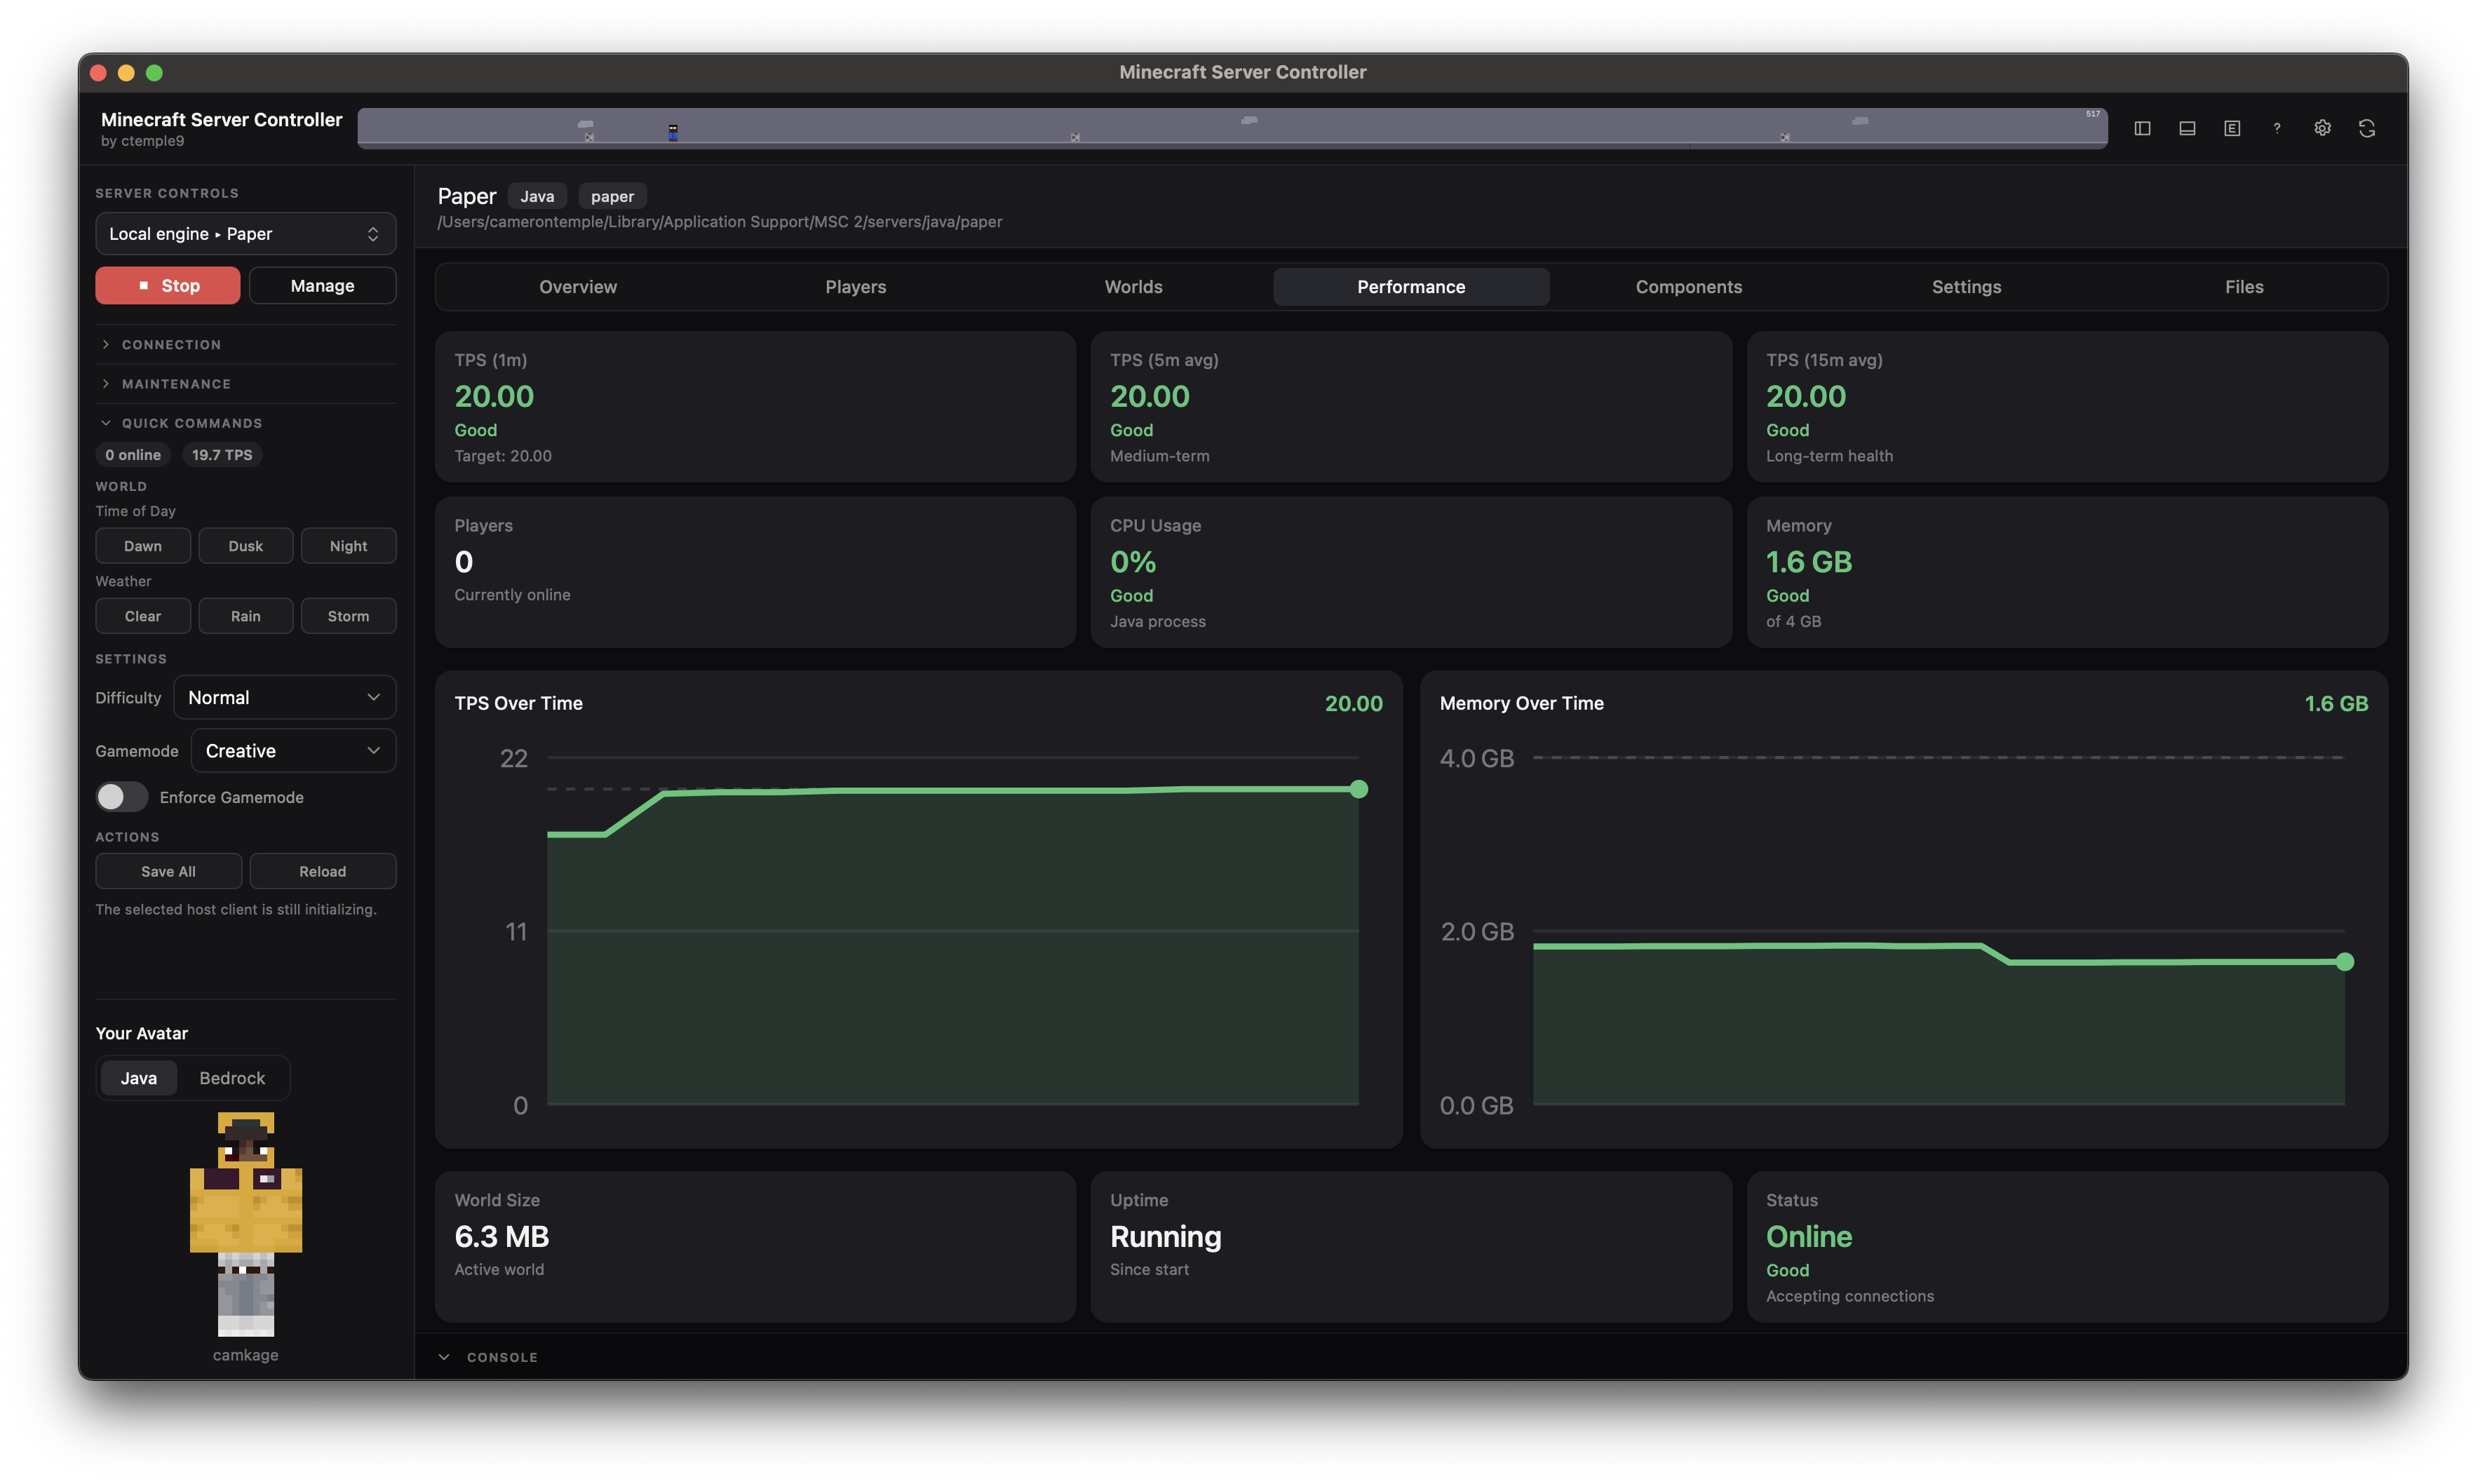 Minecraft Server Controller
Minecraft Server Controller
by ctemple9
517
E
?
SERVER CONTROLS
Local engine ▸ Paper
Stop
Manage
CONNECTION
MAINTENANCE
QUICK COMMANDS
0 online
19.7 TPS
WORLD
Time of Day
Dawn
Dusk
Night
Weather
Clear
Rain
Storm
SETTINGS
Difficulty
Normal
Gamemode
Creative
Enforce Gamemode
ACTIONS
Save All
Reload
The selected host client is still initializing.
Your Avatar
Java
Bedrock
camkage
Paper
Java
paper
/Users/camerontemple/Library/Application Support/MSC 2/servers/java/paper
Overview
Players
Worlds
Performance
Components
Settings
Files
TPS (1m)
20.00
Good
Target: 20.00
TPS (5m avg)
20.00
Good
Medium-term
TPS (15m avg)
20.00
Good
Long-term health
Players
0
Currently online
CPU Usage
0%
Good
Java process
Memory
1.6 GB
Good
of 4 GB
TPS Over Time
20.00
22
11
0
Memory Over Time
1.6 GB
4.0 GB
2.0 GB
0.0 GB
World Size
6.3 MB
Active world
Uptime
Running
Since start
Status
Online
Good
Accepting connections
CONSOLE